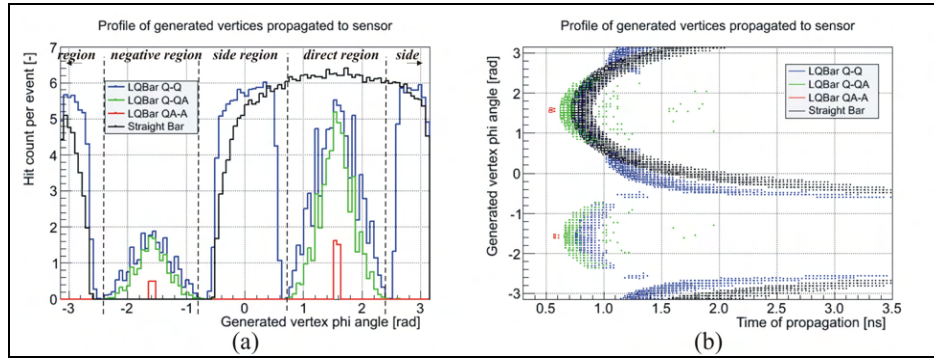 Profile of generated vertices propagated to sensor
Hit count per event [-]
7
6
5
4
3
2
1
0
region negative region side region direct region side
LQBar Q-Q
LQBar Q-QA
LQBar QA-A
Straight Bar
-3 -2 -1 0 1 2 3
Generated vertex phi angle [rad]
(a)
Profile of generated vertices propagated to sensor
Generated vertex phi angle [rad]
3
2
1
0
-1
-2
-3
LQBar Q-Q
LQBar Q-QA
LQBar QA-A
Straight Bar
0.5 1.0 1.5 2.0 2.5 3.0 3.5
Time of propagation [ns]
(b)